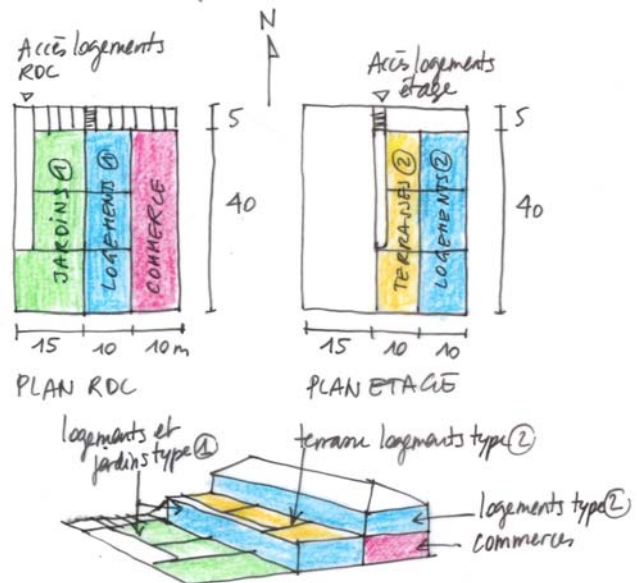 N
Accès logements
RDC
Accès logements
étage
5
40
JARDINS ①
LOGEMENTS ①
COMMERCE
15 10 10m
PLAN RDC
5
40
TERRASSES ②
LOGEMENTS ②
15 10 10
PLAN ETAGE
logements et
jardins type ①
terrasse logements type ②
logements type ②
commerces